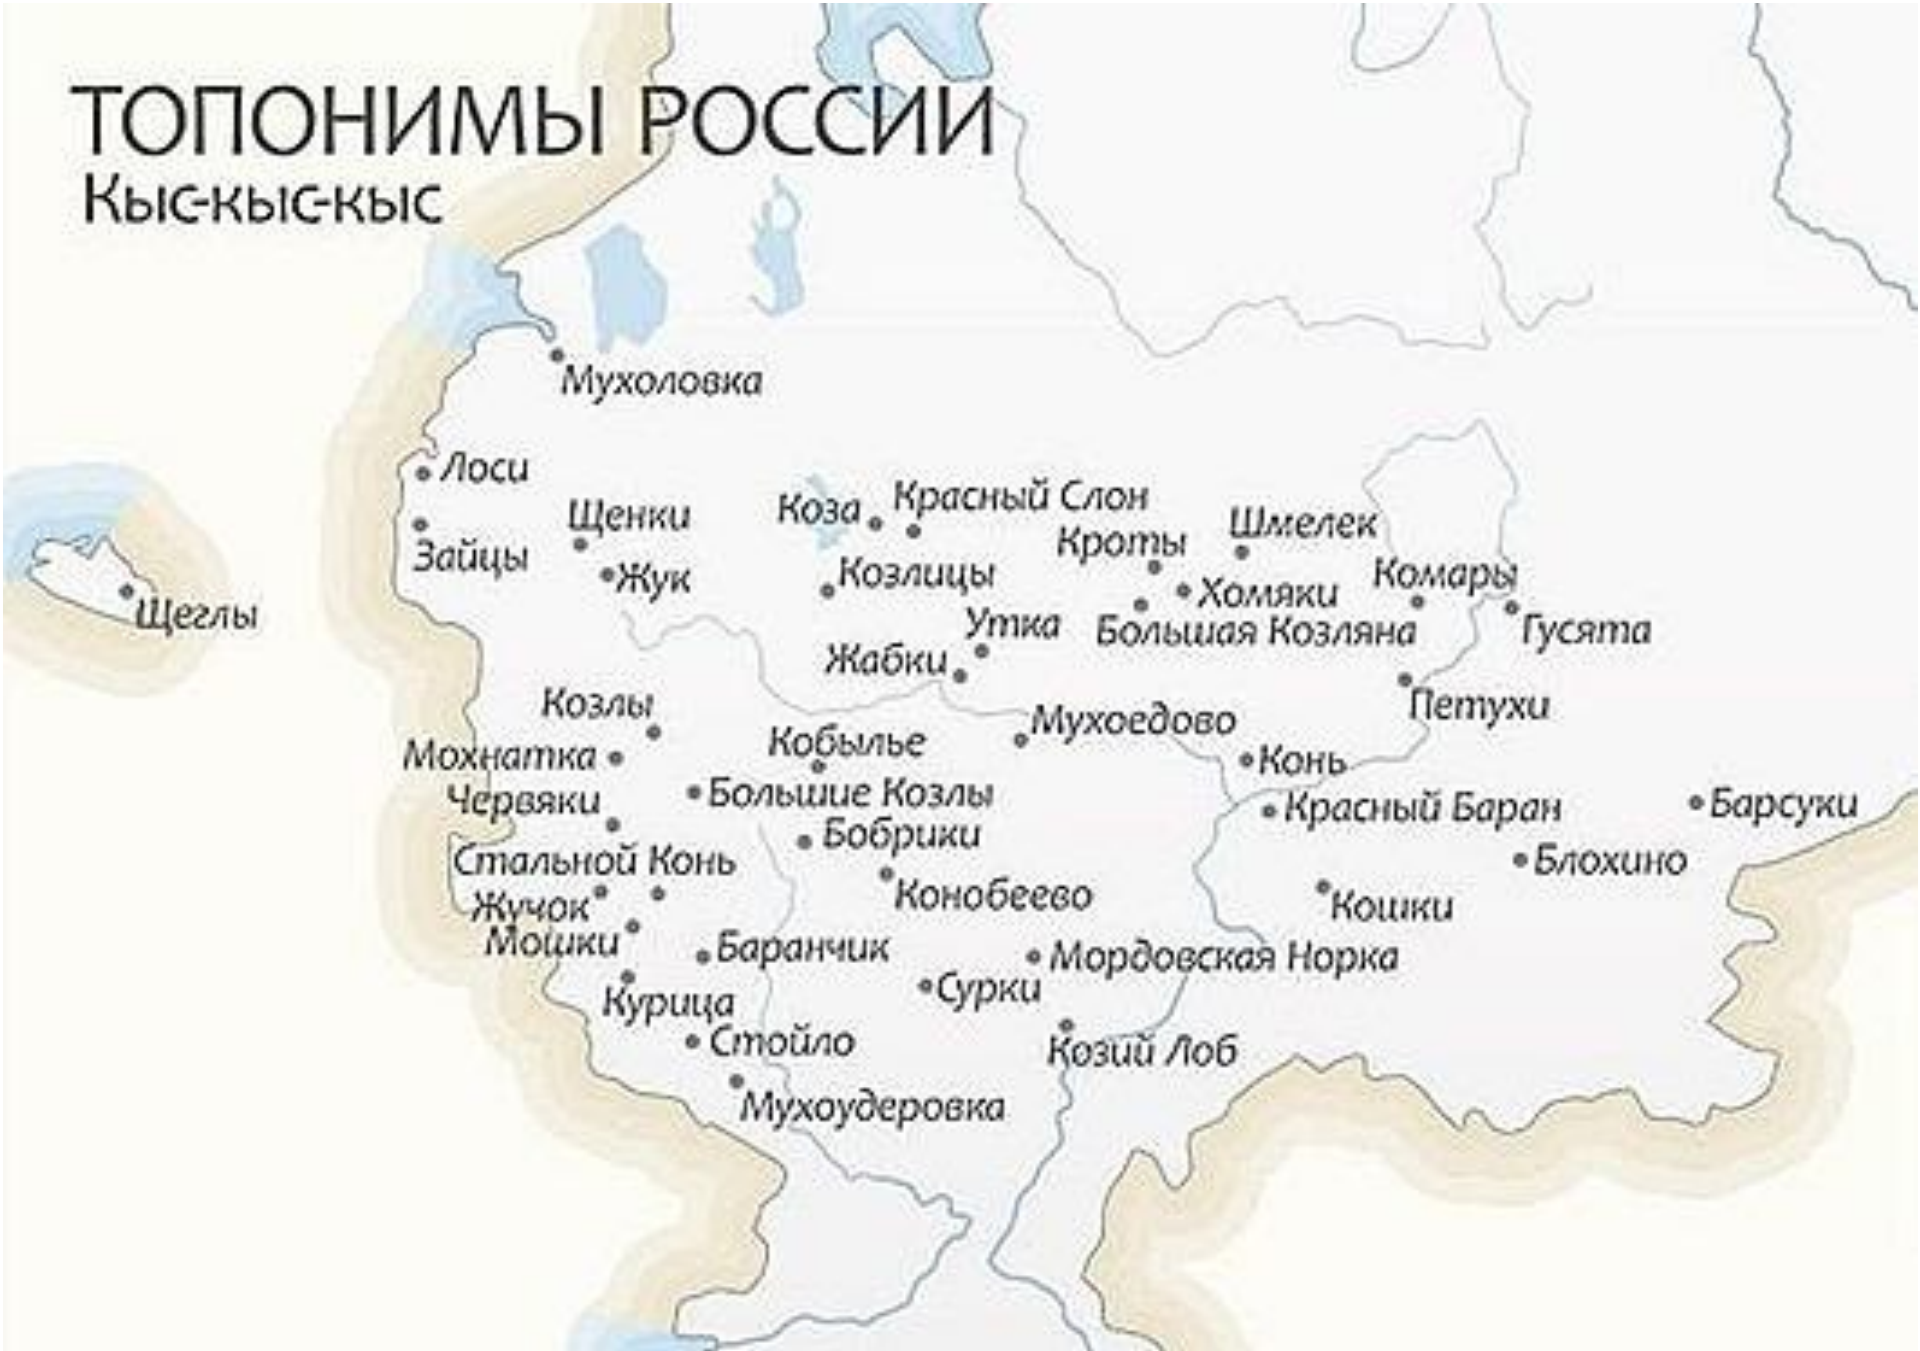 ТОПОНИМЫ РОССИИ
Кыс-кыс-кыс
Мухоловка
Лоси
Зайцы
Щенки
Жук
Щеглы
Коза
Красный Слон
Козлицы
Кроты
Шмелек
Хомяки
Комары
Утка
Большая Козляна
Гусята
Жабки
Петухи
Козлы
Мухоедово
Кобылье
Мохнатка
Конь
Большие Козлы
Червяки
Красный Баран
Барсуки
Бобрики
Стальной Конь
Блохино
Конобеево
Жучок
Кошки
Мошки
Баранчик
Мордовская Норка
Сурки
Курица
Стойло
Козий Лоб
Мухоудеровка